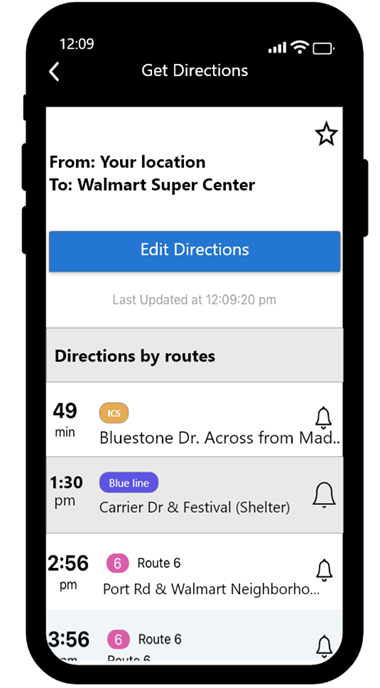 12:09
Get Directions
From: Your location
To: Walmart Super Center
Edit Directions
Last Updated at 12:09:20 pm
Directions by routes
49
min
ICS
Bluestone Dr. Across from Mad..
1:30
pm
Blue line
Carrier Dr & Festival (Shelter)
2:56
pm
6 Route 6
Port Rd & Walmart Neighborho...
3:56
pm
6 Route 6
Route 6